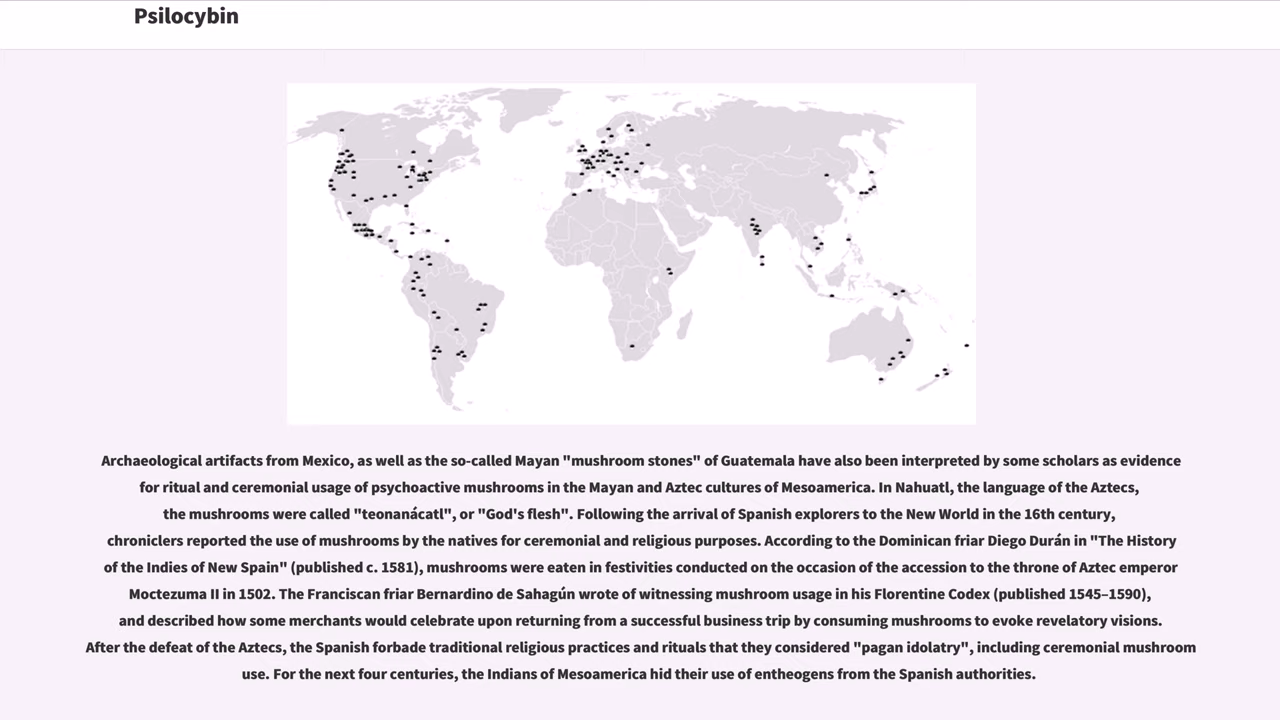 Psilocybin
Archaeological artifacts from Mexico, as well as the so-called Mayan "mushroom stones" of Guatemala have also been interpreted by some scholars as evidence
for ritual and ceremonial usage of psychoactive mushrooms in the Mayan and Aztec cultures of Mesoamerica. In Nahuatl, the language of the Aztecs,
the mushrooms were called "teonanácatl", or "God's flesh". Following the arrival of Spanish explorers to the New World in the 16th century,
chroniclers reported the use of mushrooms by the natives for ceremonial and religious purposes. According to the Dominican friar Diego Durán in "The History
of the Indies of New Spain" (published c. 1581), mushrooms were eaten in festivities conducted on the occasion of the accession to the throne of Aztec emperor
Moctezuma II in 1502. The Franciscan friar Bernardino de Sahagún wrote of witnessing mushroom usage in his Florentine Codex (published 1545–1590),
and described how some merchants would celebrate upon returning from a successful business trip by consuming mushrooms to evoke revelatory visions.
After the defeat of the Aztecs, the Spanish forbade traditional religious practices and rituals that they considered "pagan idolatry", including ceremonial mushroom
use. For the next four centuries, the Indians of Mesoamerica hid their use of entheogens from the Spanish authorities.